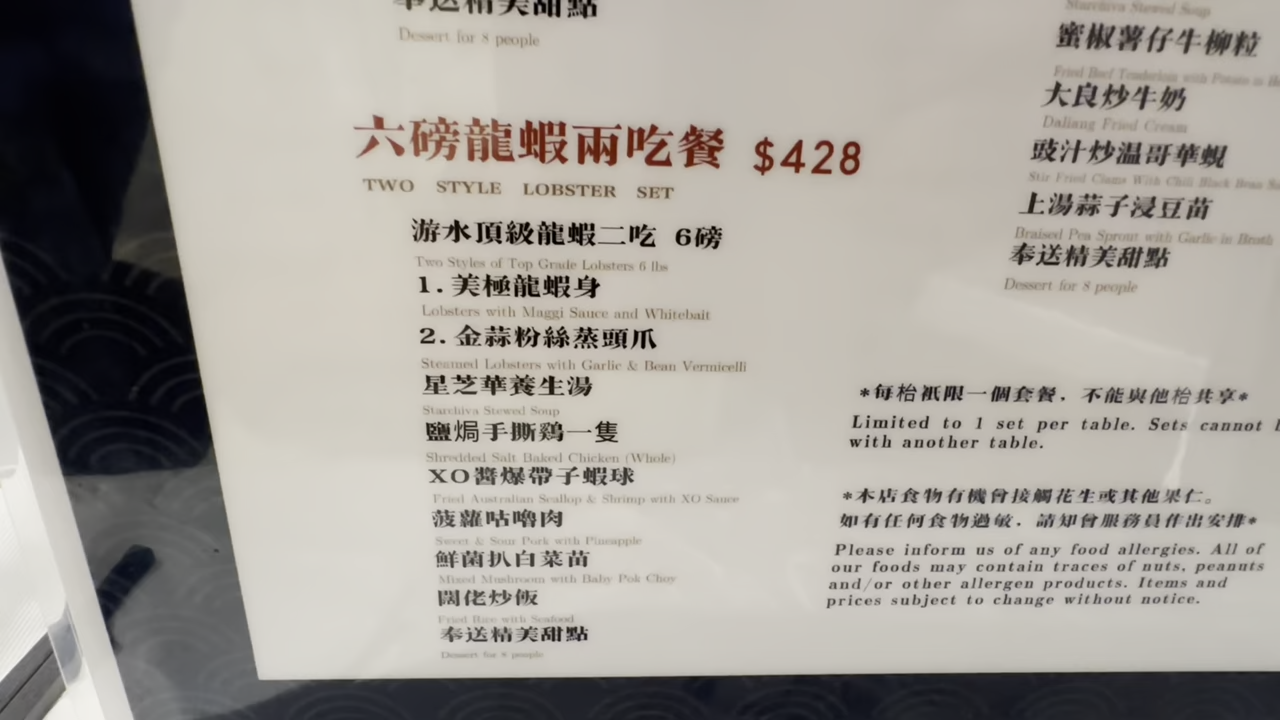 奉送精美甜點
Dessert for 8 people
六磅龍蝦兩吃餐 $428
TWO STYLE LOBSTER SET
游水頂級龍蝦二吃 6磅
Two Styles of Top Grade Lobsters 6 lbs
1. 美極龍蝦身
Lobsters with Maggi Sauce and Whitebait
2. 金蒜粉絲蒸頭爪
Steamed Lobsters with Garlic & Bean Vermicelli
星芝華養生湯
Starchiva Stewed Soup
鹽焗手撕鷄一隻
Shredded Salt Baked Chicken (Whole)
XO醬爆帶子蝦球
Fried Australian Scallop & Shrimp with XO Sauce
菠蘿咕嚕肉
Sweet & Sour Pork with Pineapple
鮮菌扒白菜苗
Mixed Mushroom with Baby Pok Choy
闊佬炒飯
Fried Rice with Seafood
奉送精美甜點
Dessert for 8 people
Starchiva Stewed Soup
蜜椒薯仔牛柳粒
Fried Beef Tenderloin with Potato in
大良炒牛奶
Daliang Fried Cream
豉汁炒温哥華蜆
Stir Fried Clams With Chili Black Bean
上湯蒜子浸豆苗
Braised Pea Sprout with Garlic in Broth
奉送精美甜點
Dessert for 8 people
*每枱衹限一個套餐，不能與他枱共享*
Limited to 1 set per table. Sets cannot
with another table.
*本店食物有機會接觸花生或其他果仁。
如有任何食物過敏，請知會服務員作出安排*
Please inform us of any food allergies. All of
our foods may contain traces of nuts, peanuts
and/or other allergen products. Items and
prices subject to change without notice.